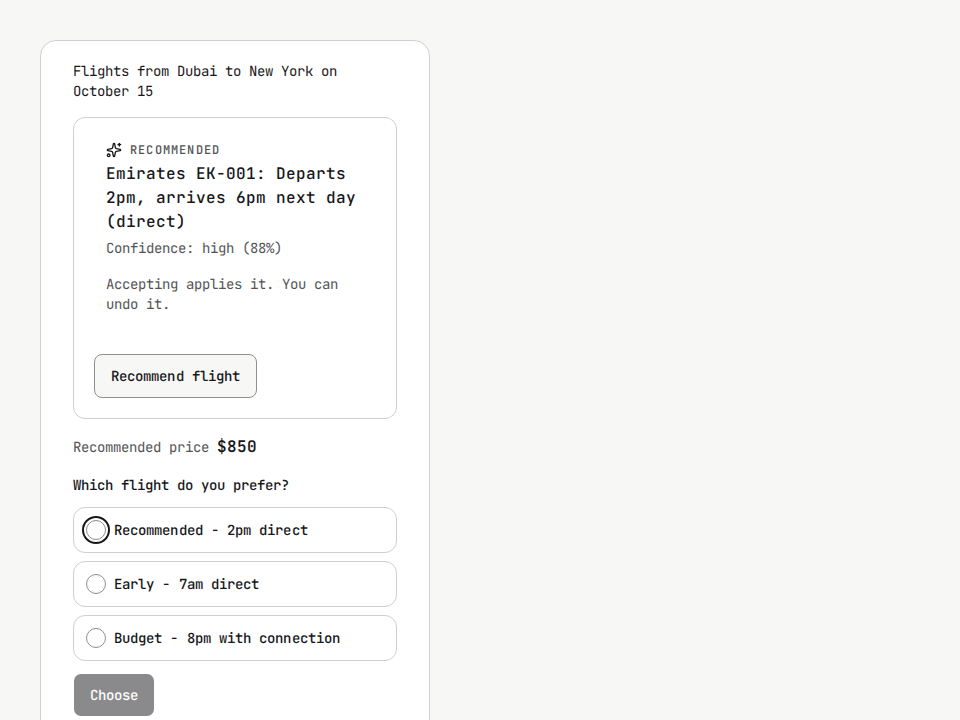 Flights from Dubai to New York on
October 15
RECOMMENDED
Emirates EK-001: Departs
2pm, arrives 6pm next day
(direct)
Confidence: high (88%)
Accepting applies it. You can
undo it.
Recommend flight
Recommended price $850
Which flight do you prefer?
Recommended - 2pm direct
Early - 7am direct
Budget - 8pm with connection
Choose